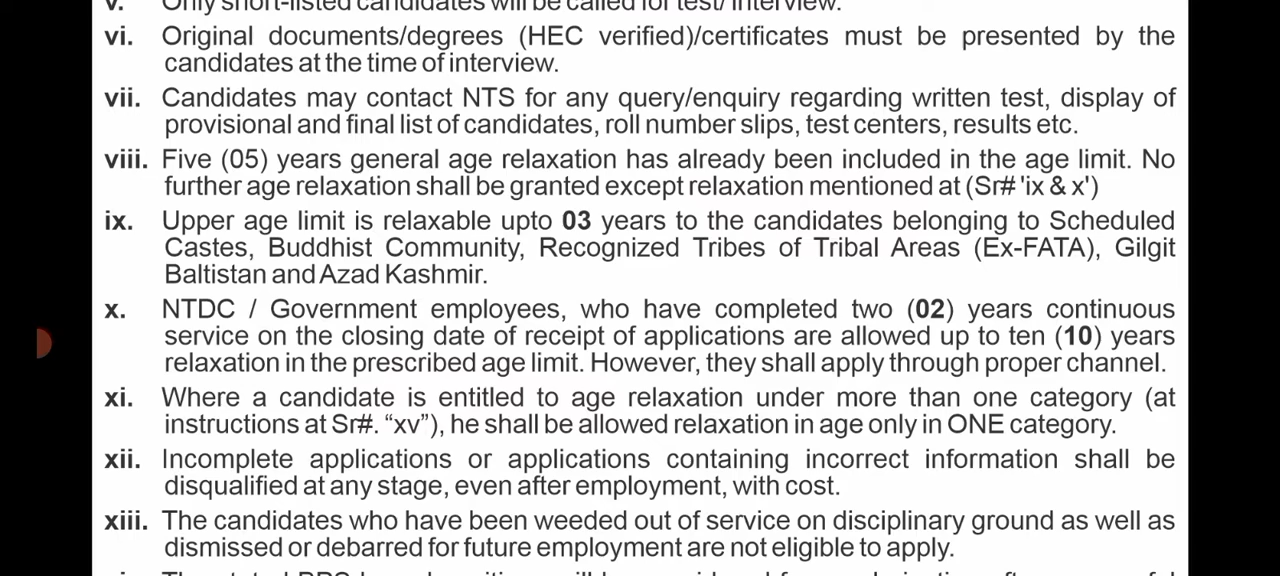 v. Only short-listed candidates will be called for test/ interview.
vi. Original documents/degrees (HEC verified)/certificates must be presented by the
candidates at the time of interview.
vii. Candidates may contact NTS for any query/enquiry regarding written test, display of
provisional and final list of candidates, roll number slips, test centers, results etc.
viii. Five (05) years general age relaxation has already been included in the age limit. No
further age relaxation shall be granted except relaxation mentioned at (Sr# 'ix & x')
ix. Upper age limit is relaxable upto 03 years to the candidates belonging to Scheduled
Castes, Buddhist Community, Recognized Tribes of Tribal Areas (Ex-FATA), Gilgit
Baltistan and Azad Kashmir.
x. NTDC / Government employees, who have completed two (02) years continuous
service on the closing date of receipt of applications are allowed up to ten (10) years
relaxation in the prescribed age limit. However, they shall apply through proper channel.
xi. Where a candidate is entitled to age relaxation under more than one category (at
instructions at Sr#. “xv”), he shall be allowed relaxation in age only in ONE category.
xii. Incomplete applications or applications containing incorrect information shall be
disqualified at any stage, even after employment, with cost.
xiii. The candidates who have been weeded out of service on disciplinary ground as well as
dismissed or debarred for future employment are not eligible to apply.